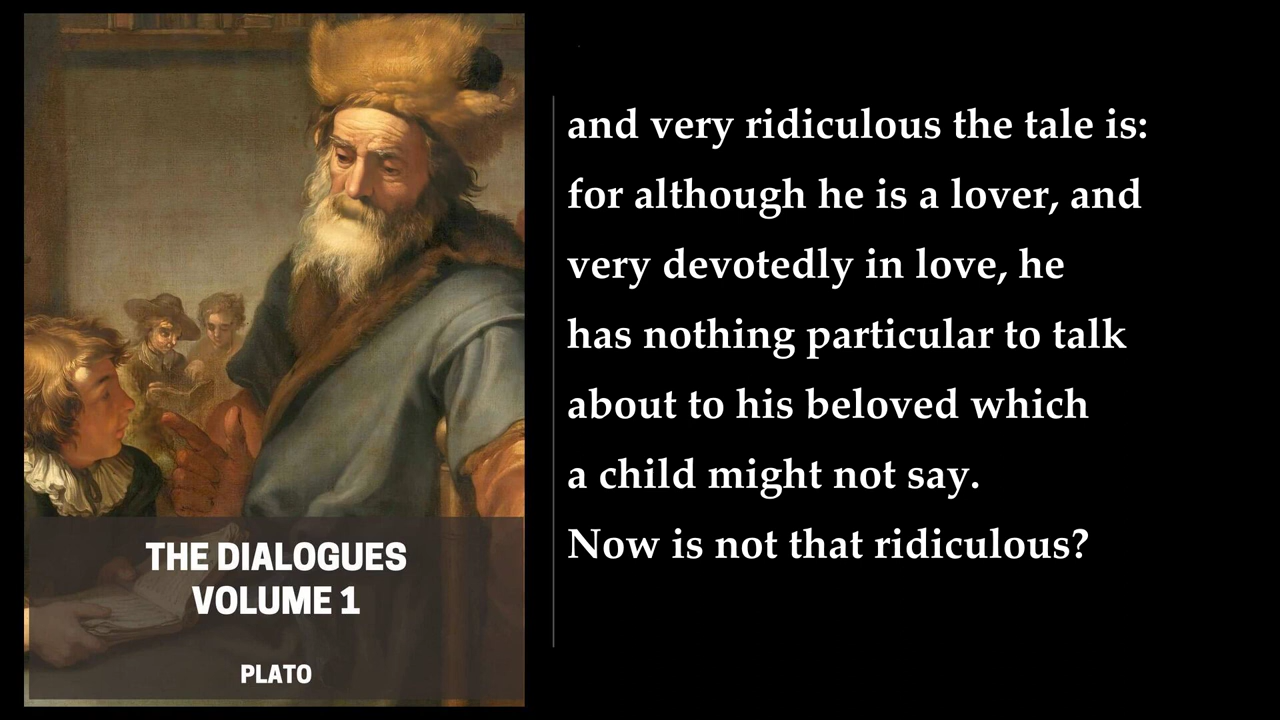 and very ridiculous the tale is:
for although he is a lover, and
very devotedly in love, he
has nothing particular to talk
about to his beloved which
a child might not say.
Now is not that ridiculous?
THE DIALOGUES
VOLUME 1
PLATO